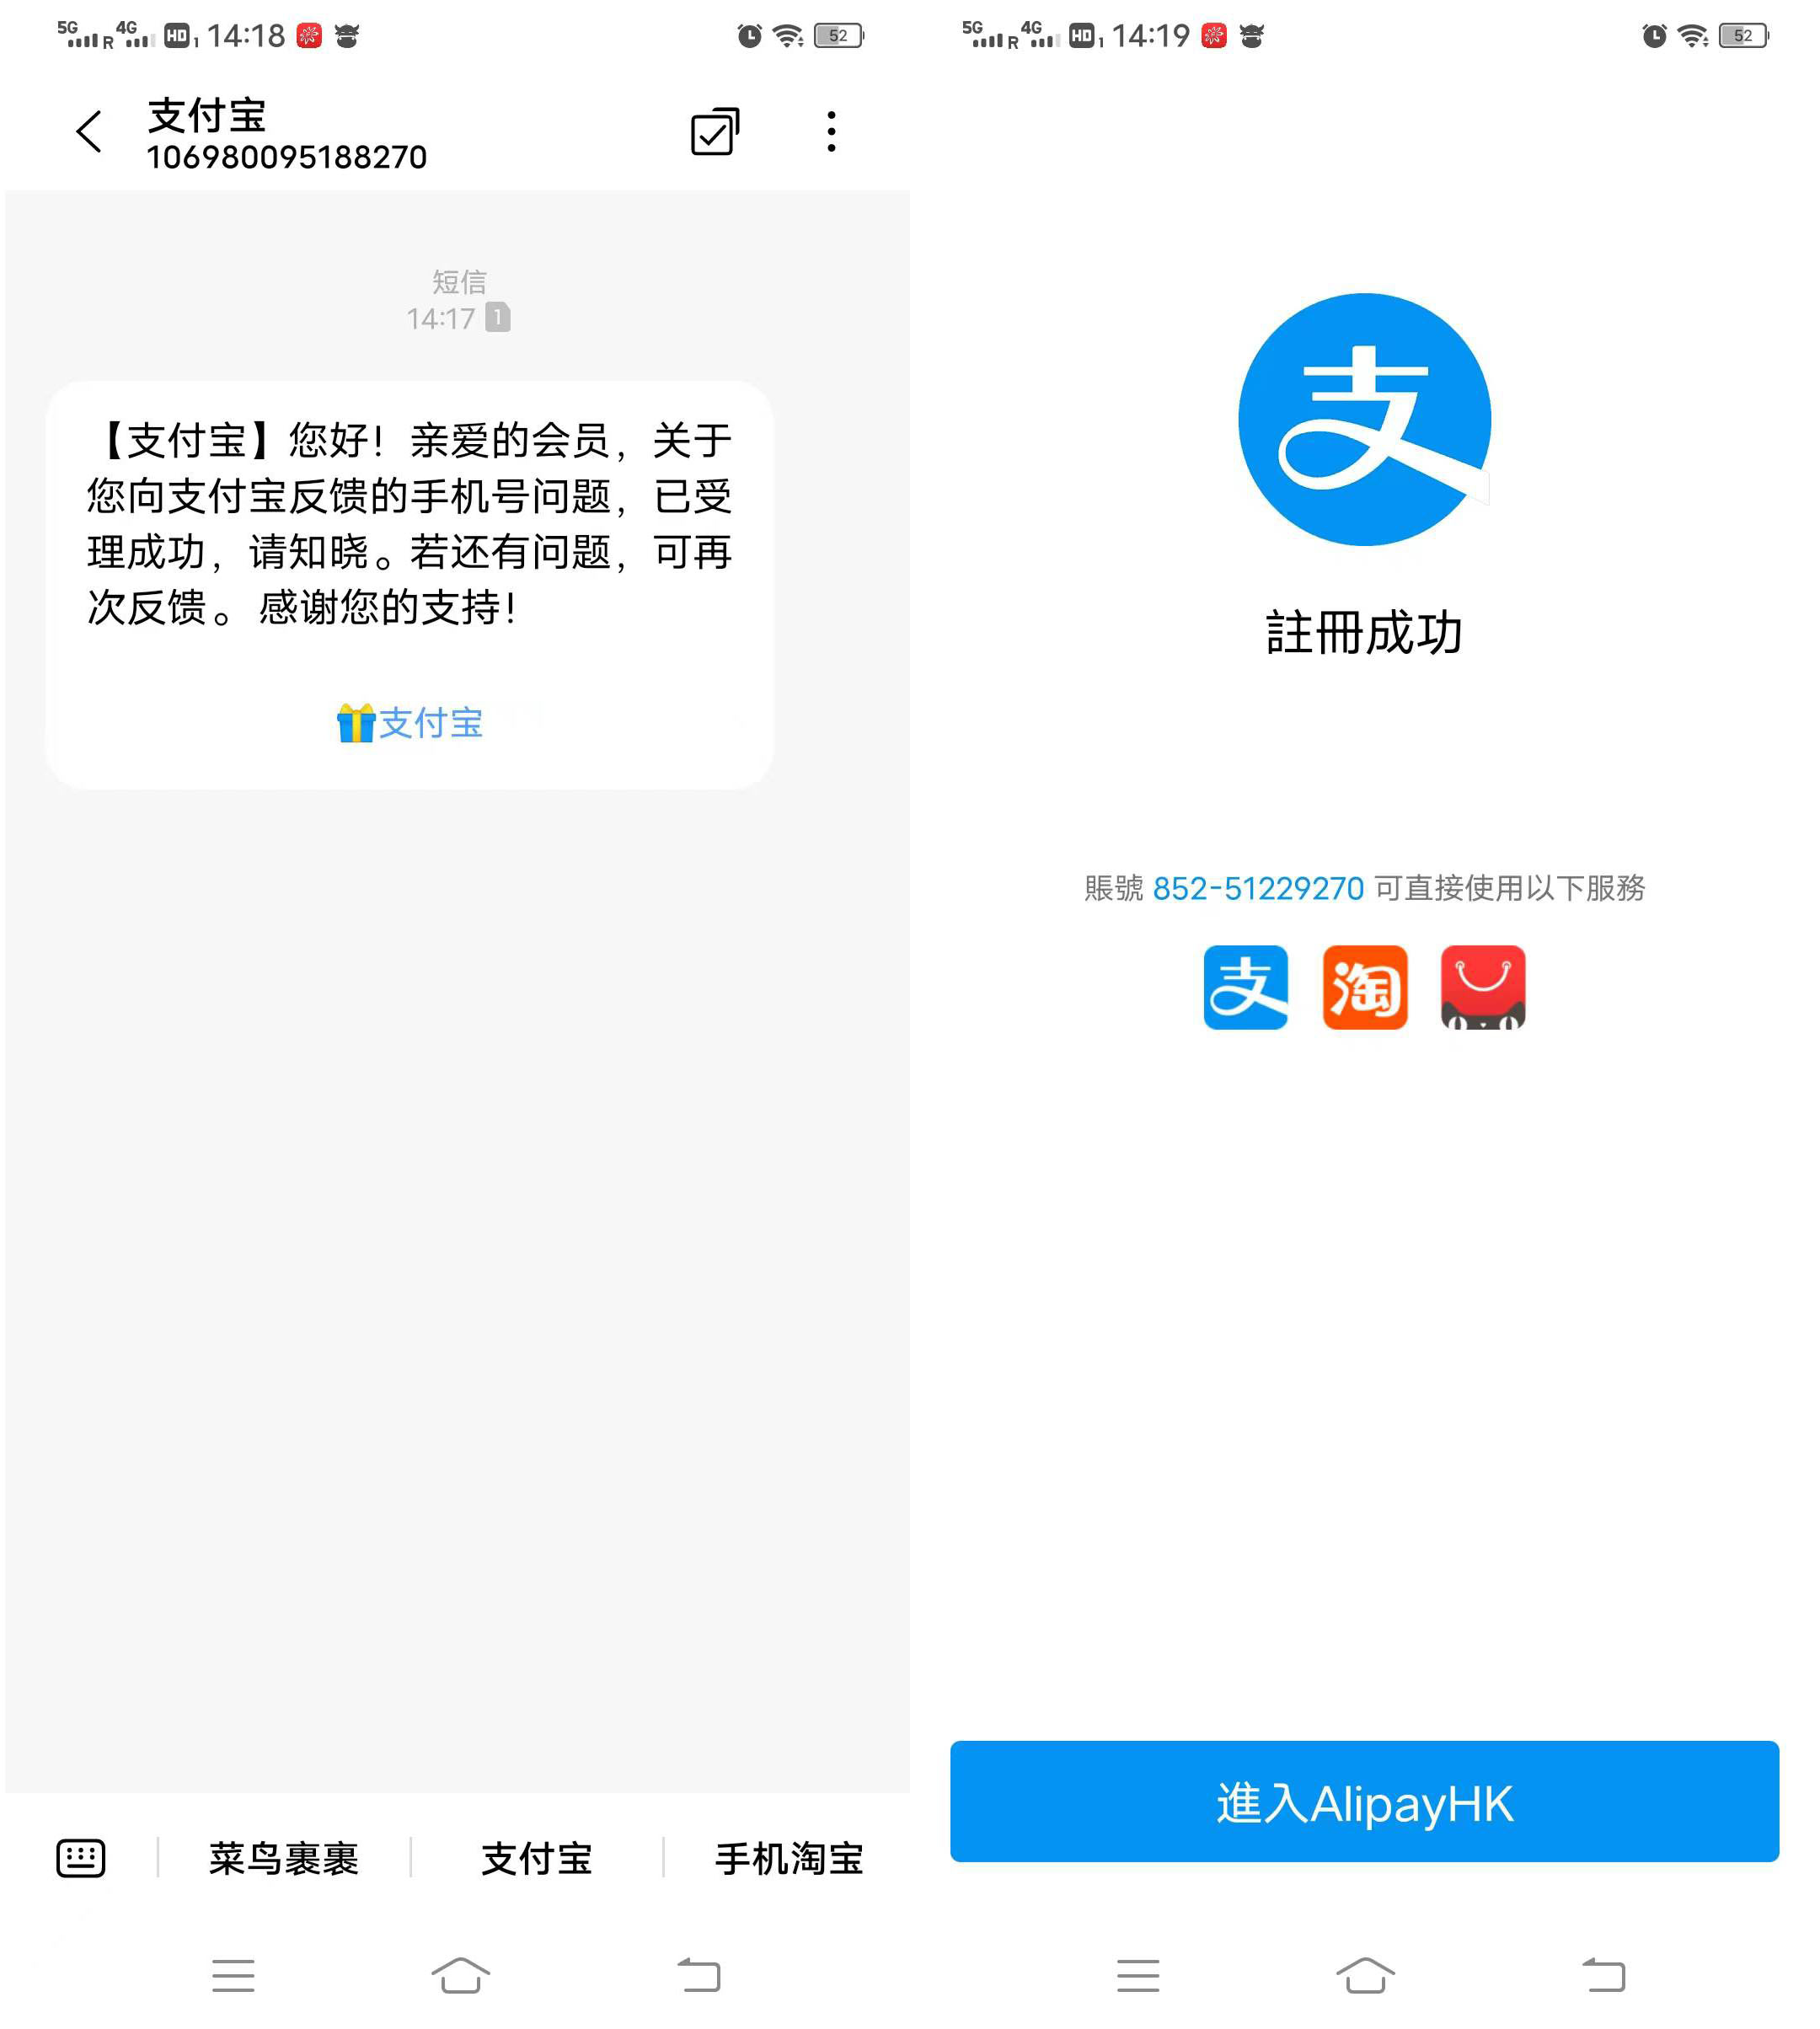 5G R 4G HD 1 14:18 52
支付宝
106980095188270
短信
14:17 1
【支付宝】您好！亲爱的会员，关于
您向支付宝反馈的手机号问题，已受
理成功，请知晓。若还有问题，可再
次反馈。感谢您的支持！
支付宝
菜鸟裹裹 支付宝 手机淘宝
5G R 4G HD 1 14:19 52
支
註冊成功
賬號 852-51229270 可直接使用以下服務
支 淘
進入AlipayHK